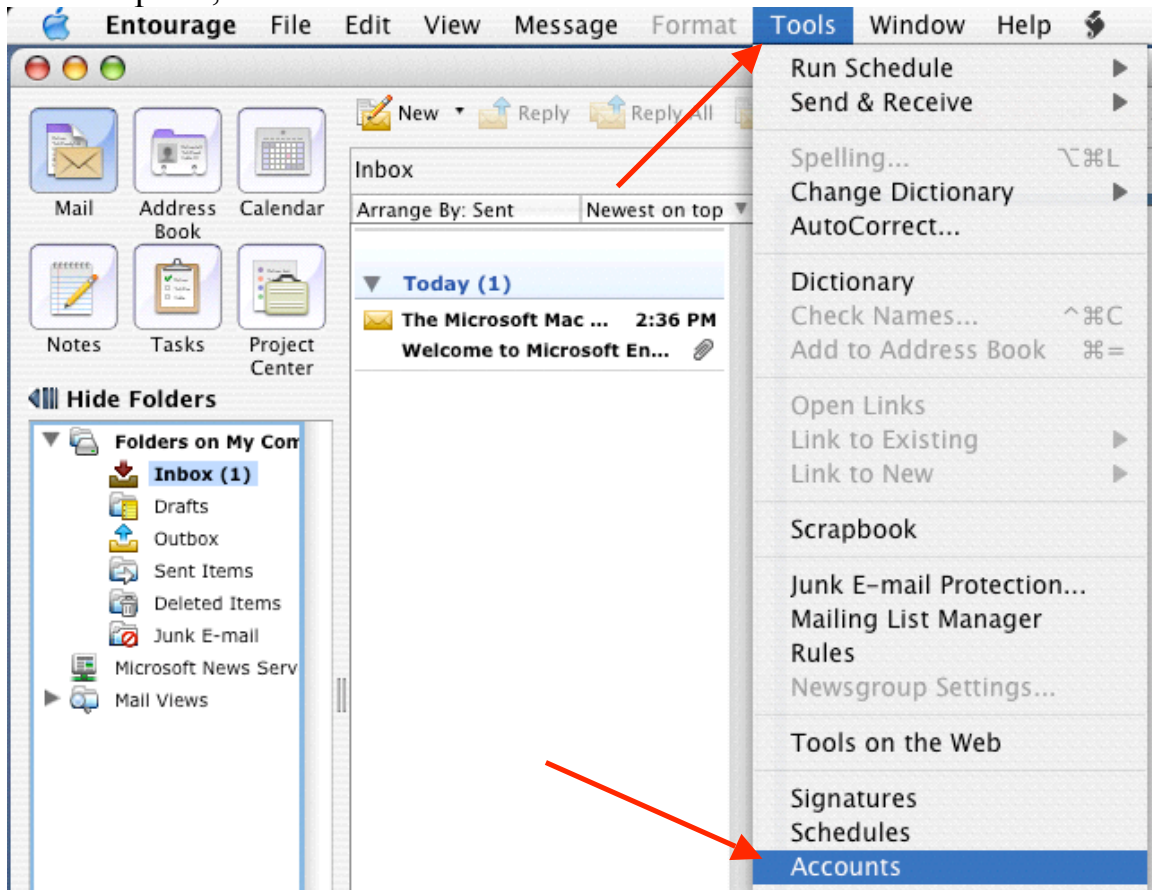 Entourage File Edit View Message Format Tools Window Help
New Reply Reply All
Inbox
Arrange By: Sent Newest on top
Today (1)
The Microsoft Mac ... 2:36 PM
Welcome to Microsoft En...
Mail Address Book Calendar
Notes Tasks Project Center
Hide Folders
Folders on My Com
Inbox (1)
Drafts
Outbox
Sent Items
Deleted Items
Junk E-mail
Microsoft News Serv
Mail Views
Run Schedule
Send & Receive
Spelling... ⌥⌘L
Change Dictionary
AutoCorrect...
Dictionary
Check Names... ^⌘C
Add to Address Book ⌘=
Open Links
Link to Existing
Link to New
Scrapbook
Junk E-mail Protection...
Mailing List Manager
Rules
Newsgroup Settings...
Tools on the Web
Signatures
Schedules
Accounts